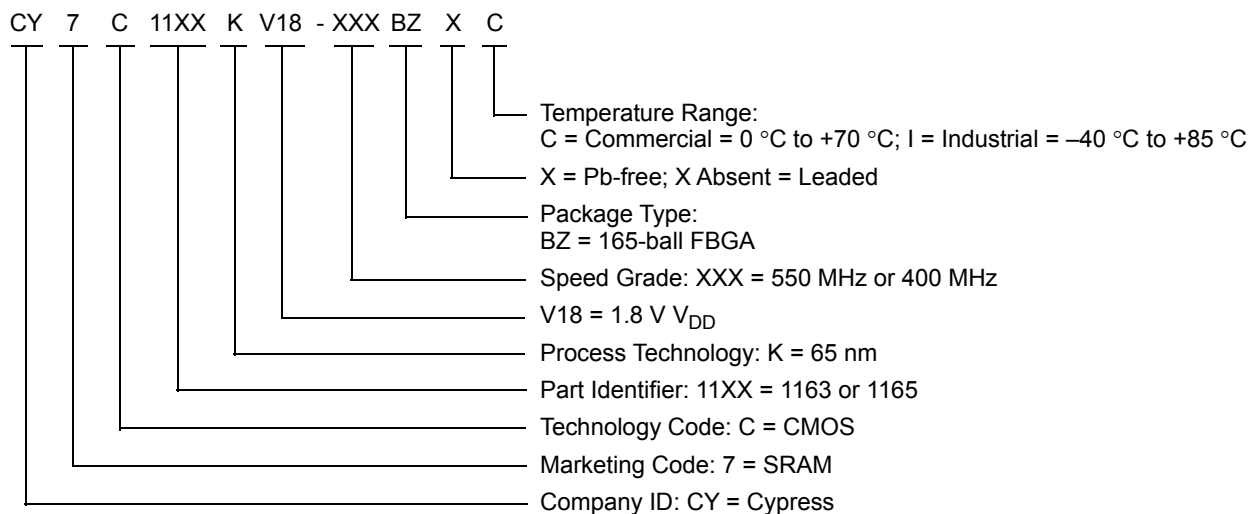 CY 7 C 11XX K V18 - XXX BZ X C
Temperature Range:
C = Commercial = 0 °C to +70 °C; I = Industrial = –40 °C to +85 °C
X = Pb-free; X Absent = Leaded
Package Type:
BZ = 165-ball FBGA
Speed Grade: XXX = 550 MHz or 400 MHz
V18 = 1.8 V VDD
Process Technology: K = 65 nm
Part Identifier: 11XX = 1163 or 1165
Technology Code: C = CMOS
Marketing Code: 7 = SRAM
Company ID: CY = Cypress